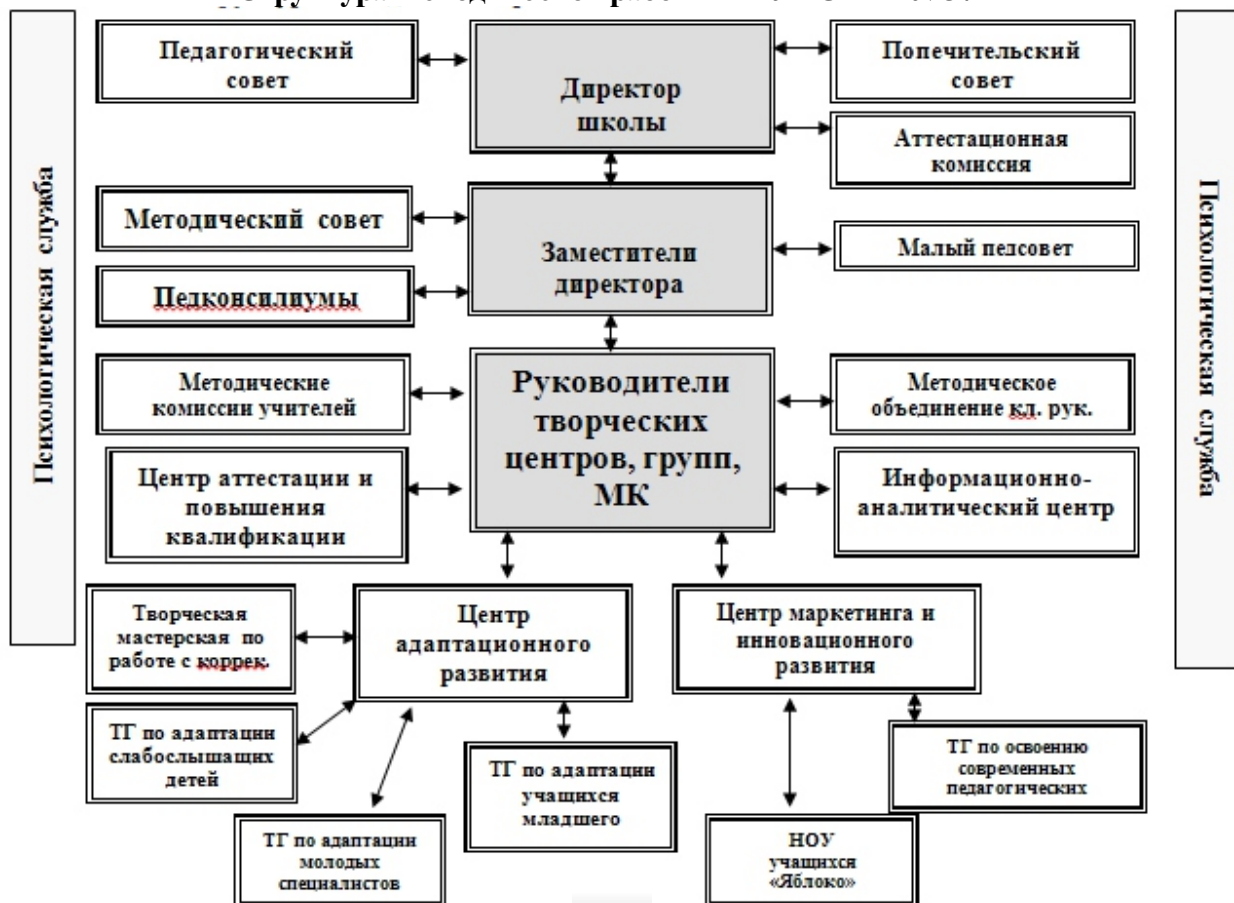 Педагогический
совет
Директор
школы
Попечительский
совет
Аттестационная
комиссия
Методический совет
Заместители
директора
Малый педсовет
Педконсилиумы
Методические
комиссии учителей
Руководители
творческих
центров, групп,
МК
Методическое
объединение кл. рук.
Центр аттестации и
повышения
квалификации
Информационно-
аналитический центр
Творческая
мастерская по
работе с коррек.
Центр
адаптационного
развития
Центр маркетинга и
инновационного
развития
ТГ по адаптации
слабослышащих
детей
ТГ по адаптации
учащихся
младшего
ТГ по освоению
современных
педагогических
ТГ по адаптации
молодых
специалистов
НОУ
учащихся
«Яблоко»
Психологическая служба
Психологическая служба